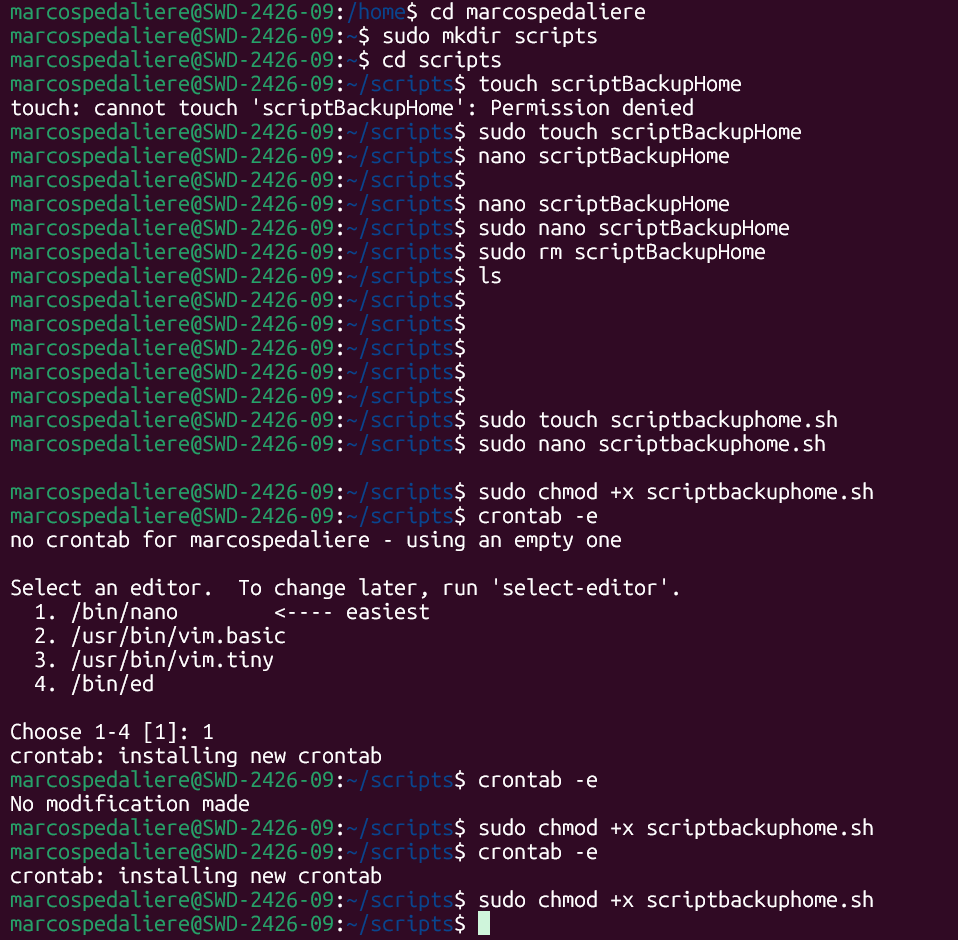 marcospedaliere@SWD-2426-09:/home$ cd marcospedaliere
marcospedaliere@SWD-2426-09:~$ sudo mkdir scripts
marcospedaliere@SWD-2426-09:~$ cd scripts
marcospedaliere@SWD-2426-09:~/scripts$ touch scriptBackupHome
touch: cannot touch 'scriptBackupHome': Permission denied
marcospedaliere@SWD-2426-09:~/scripts$ sudo touch scriptBackupHome
marcospedaliere@SWD-2426-09:~/scripts$ nano scriptBackupHome
marcospedaliere@SWD-2426-09:~/scripts$
marcospedaliere@SWD-2426-09:~/scripts$ nano scriptBackupHome
marcospedaliere@SWD-2426-09:~/scripts$ sudo nano scriptBackupHome
marcospedaliere@SWD-2426-09:~/scripts$ sudo rm scriptBackupHome
marcospedaliere@SWD-2426-09:~/scripts$ ls
marcospedaliere@SWD-2426-09:~/scripts$
marcospedaliere@SWD-2426-09:~/scripts$
marcospedaliere@SWD-2426-09:~/scripts$
marcospedaliere@SWD-2426-09:~/scripts$
marcospedaliere@SWD-2426-09:~/scripts$
marcospedaliere@SWD-2426-09:~/scripts$ sudo touch scriptbackuphome.sh
marcospedaliere@SWD-2426-09:~/scripts$ sudo nano scriptbackuphome.sh
marcospedaliere@SWD-2426-09:~/scripts$ sudo chmod +x scriptbackuphome.sh
marcospedaliere@SWD-2426-09:~/scripts$ crontab -e
no crontab for marcospedaliere - using an empty one
Select an editor.  To change later, run 'select-editor'.
  1. /bin/nano        <---- easiest
  2. /usr/bin/vim.basic
  3. /usr/bin/vim.tiny
  4. /bin/ed
Choose 1-4 [1]: 1
crontab: installing new crontab
marcospedaliere@SWD-2426-09:~/scripts$ crontab -e
No modification made
marcospedaliere@SWD-2426-09:~/scripts$ sudo chmod +x scriptbackuphome.sh
marcospedaliere@SWD-2426-09:~/scripts$ crontab -e
crontab: installing new crontab
marcospedaliere@SWD-2426-09:~/scripts$ sudo chmod +x scriptbackuphome.sh
marcospedaliere@SWD-2426-09:~/scripts$